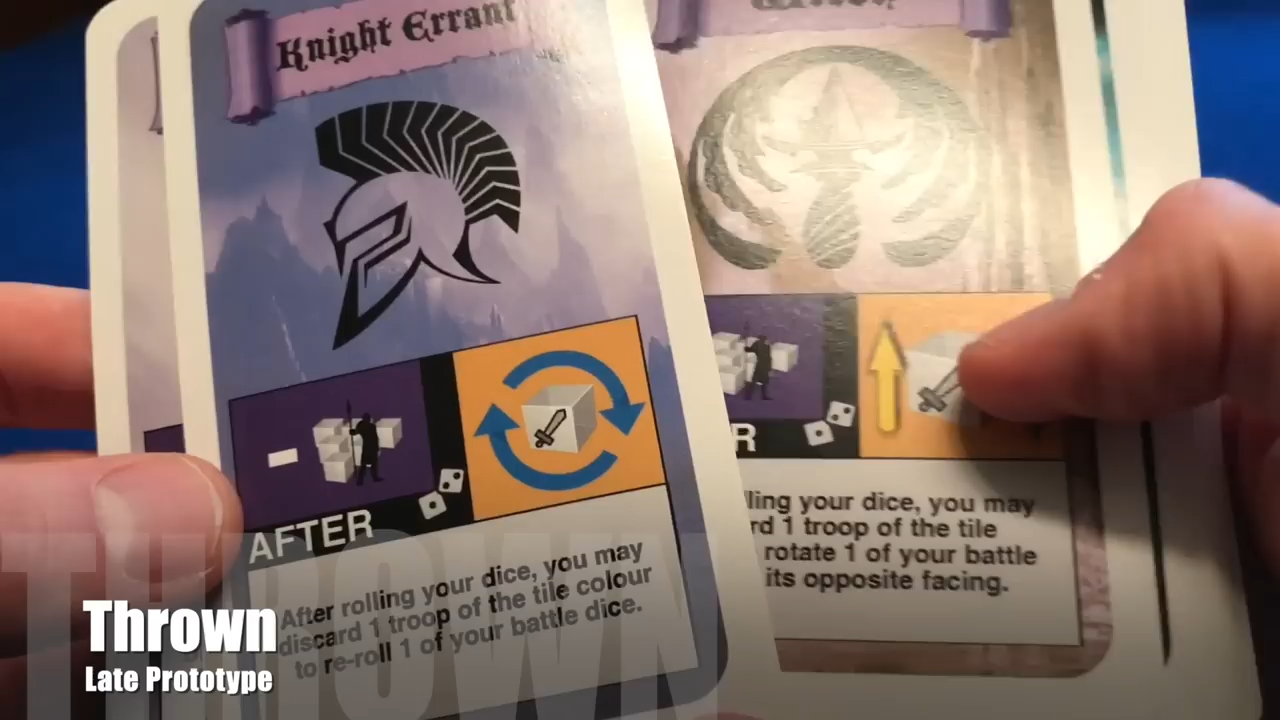 Knight Errant
AFTER
After rolling your dice, you may
discard 1 troop of the tile colour
to re-roll 1 of your battle dice.
R
lling your dice, you may
rd 1 troop of the tile
rotate 1 of your battle
its opposite facing.
THROWN
Thrown
Late Prototype